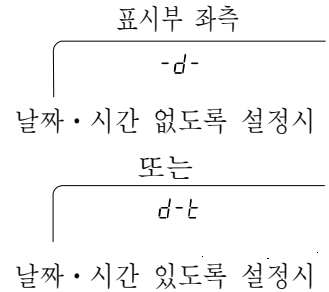 표시부 좌측
-d-
날짜・시간 없도록 설정시
또는
d-t
날짜・시간 있도록 설정시